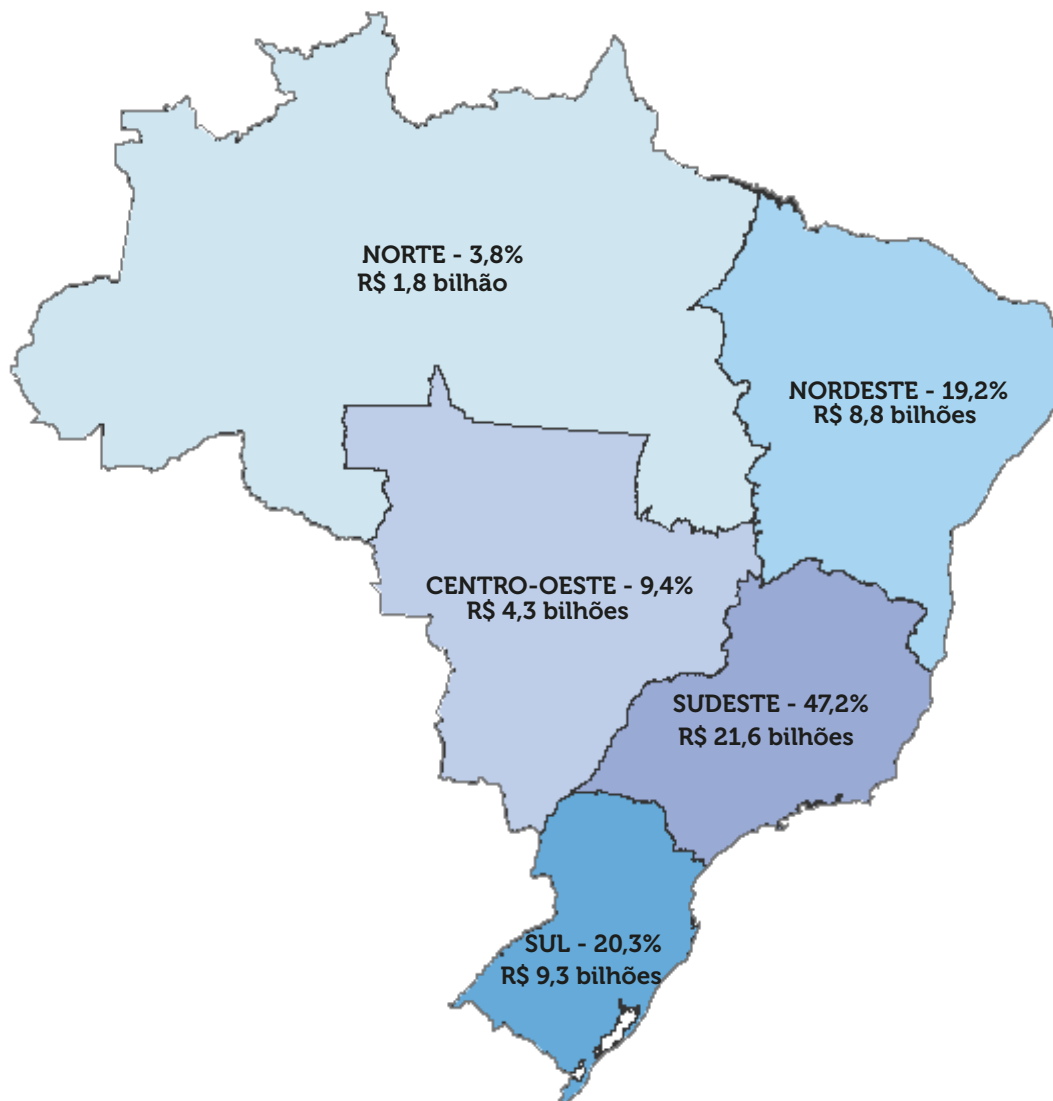 NORTE - 3,8%
R$ 1,8 bilhão
NORDESTE - 19,2%
R$ 8,8 bilhões
CENTRO-OESTE - 9,4%
R$ 4,3 bilhões
SUDESTE - 47,2%
R$ 21,6 bilhões
SUL - 20,3%
R$ 9,3 bilhões